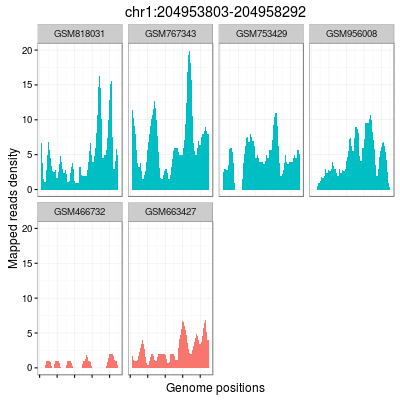 chr1:204953803-204958292
GSM818031 GSM767343 GSM753429 GSM956008
20
15
10
5
0
GSM466732 GSM663427
20
15
10
5
0
Mapped reads density
Genome positions